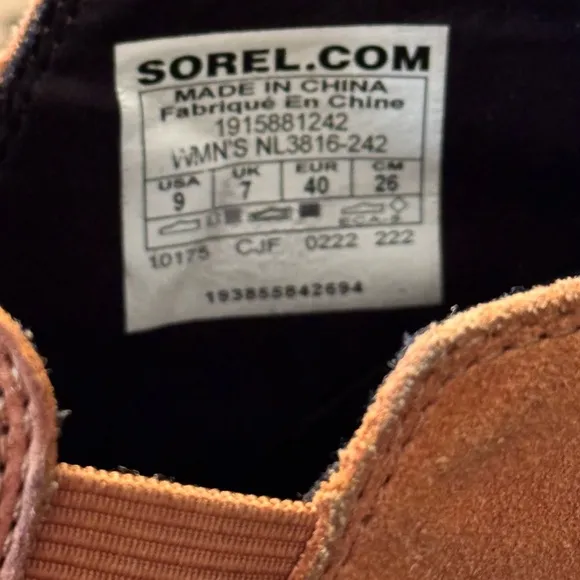 SOREL.COM
MADE IN CHINA
Fabriqué En Chine
1915881242
WMN'S NL3816-242
USA UK EUR CM
9 7 40 26
10175 CJF 0222 222
193855842694